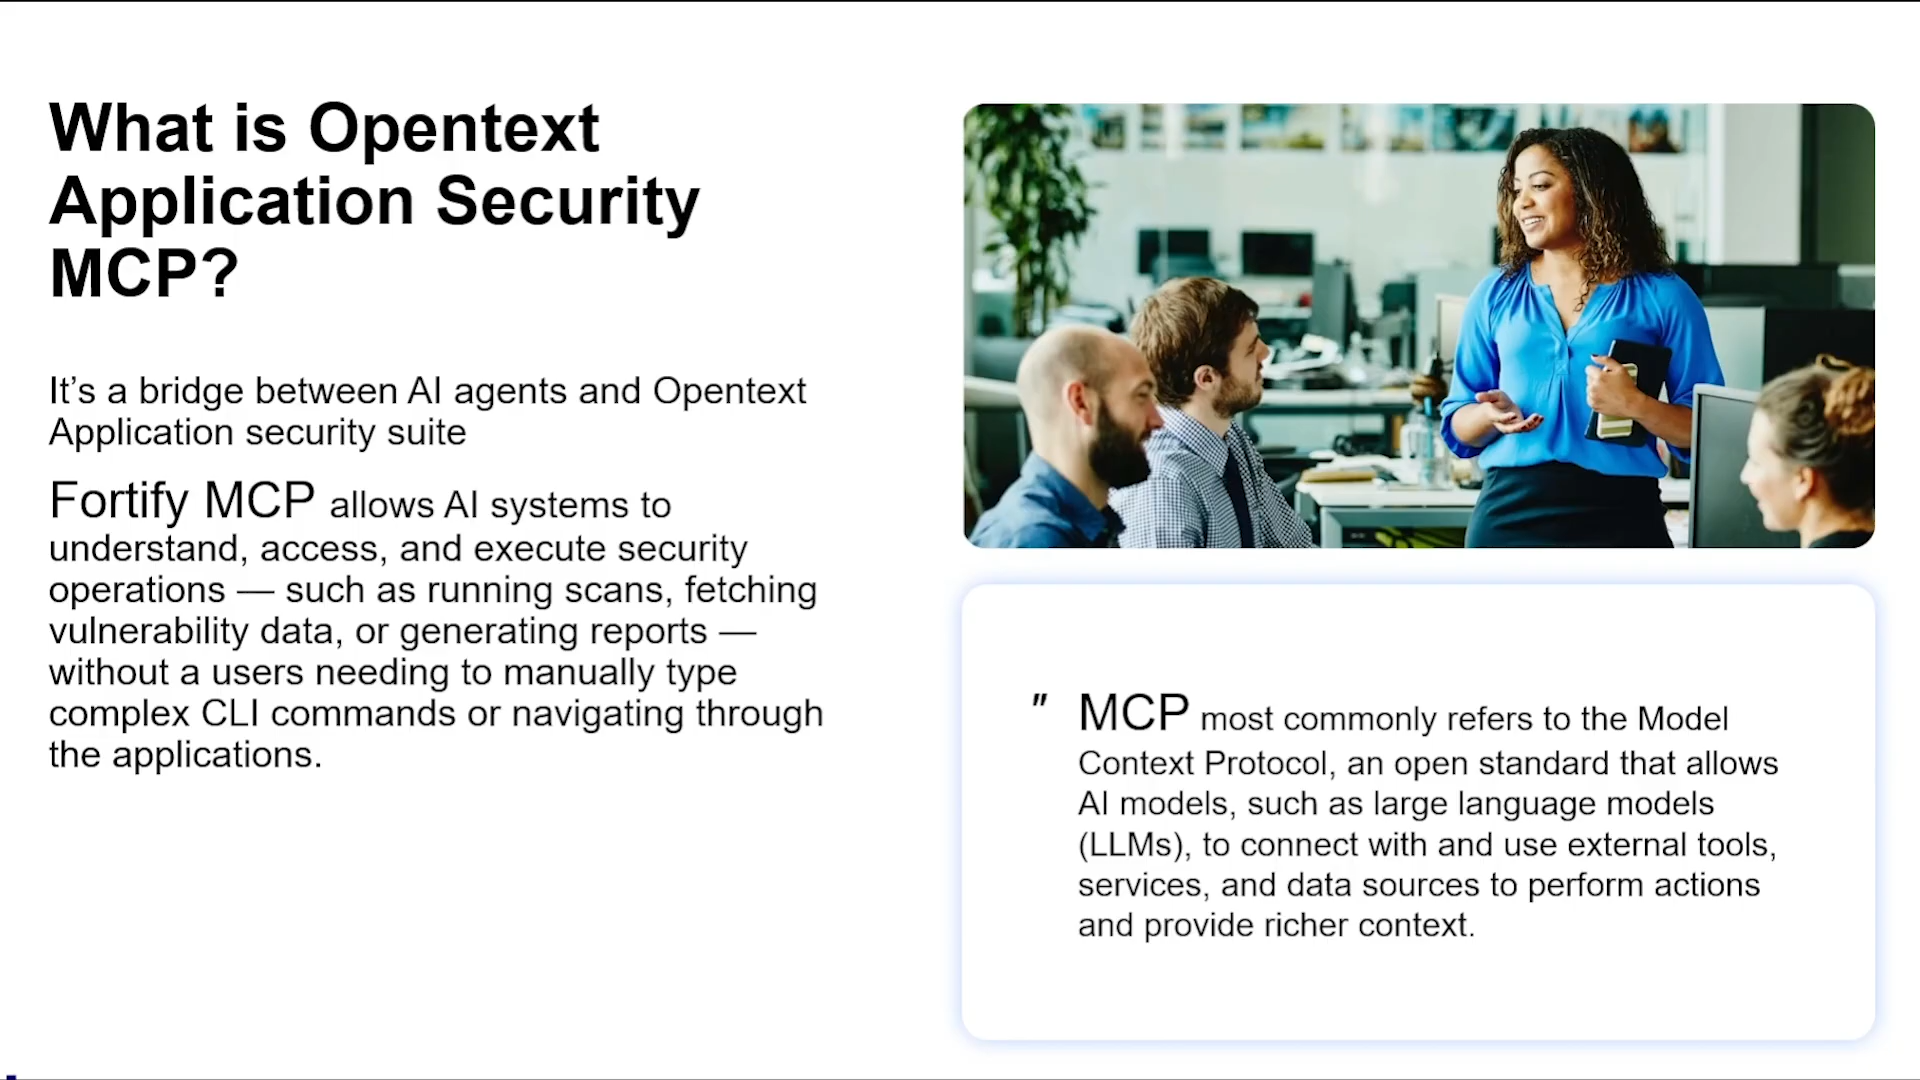 What is Opentext
Application Security
MCP?
It’s a bridge between AI agents and Opentext
Application security suite
Fortify MCP allows AI systems to
understand, access, and execute security
operations — such as running scans, fetching
vulnerability data, or generating reports —
without a users needing to manually type
complex CLI commands or navigating through
the applications.
" MCP most commonly refers to the Model
Context Protocol, an open standard that allows
AI models, such as large language models
(LLMs), to connect with and use external tools,
services, and data sources to perform actions
and provide richer context.